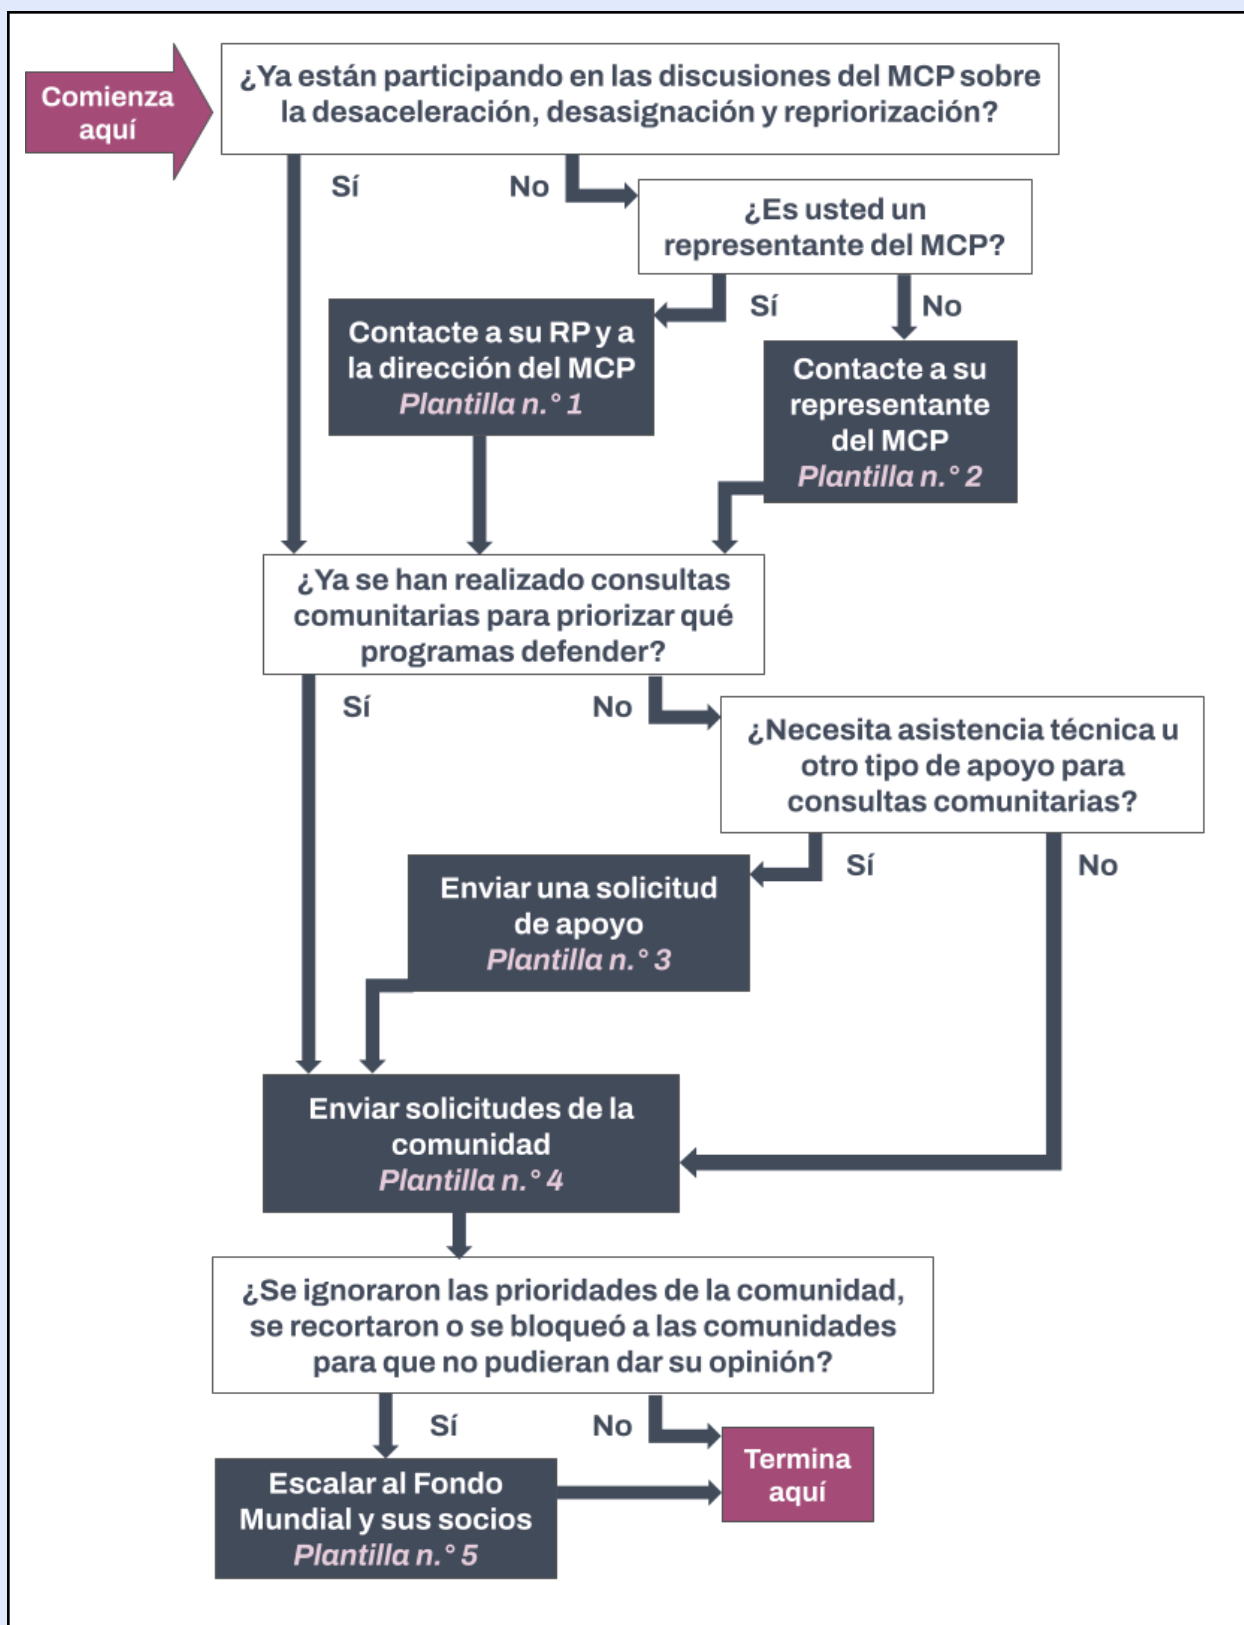 Comienza
aquí
¿Ya están participando en las discusiones del MCP sobre
la desaceleración, desasignación y repriorización?
Sí
No
¿Es usted un
representante del MCP?
Sí
No
Contacte a su RP y a
la dirección del MCP
Plantilla n.° 1
Contacte a su
representante
del MCP
Plantilla n.° 2
¿Ya se han realizado consultas
comunitarias para priorizar qué
programas defender?
Sí
No
¿Necesita asistencia técnica u
otro tipo de apoyo para
consultas comunitarias?
Sí
No
Enviar una solicitud
de apoyo
Plantilla n.° 3
Enviar solicitudes de la
comunidad
Plantilla n.° 4
¿Se ignoraron las prioridades de la comunidad,
se recortaron o se bloqueó a las comunidades
para que no pudieran dar su opinión?
Sí
No
Termina
aquí
Escalar al Fondo
Mundial y sus socios
Plantilla n.° 5